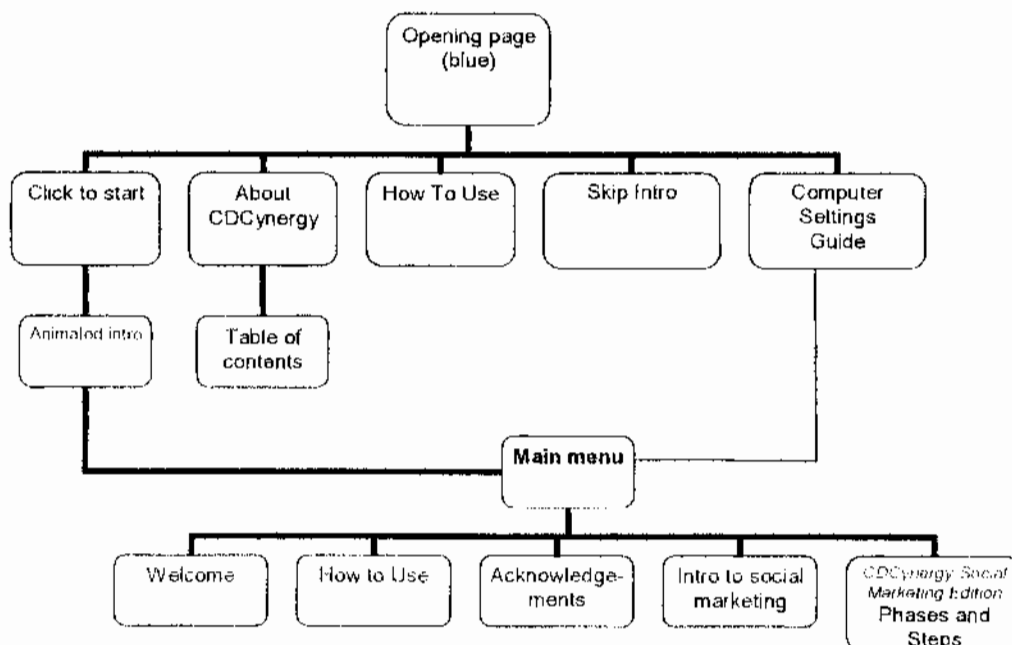 Opening page
(blue)
Click to start
About
CDCynergy
How To Use
Skip Intro
Computer
Settings
Guide
Animated intro
Table of
contents
Main menu
Welcome
How to Use
Acknowledge-
ments
Intro to social
marketing
CDCynergy Social
Marketing Edition
Phases and
Steps